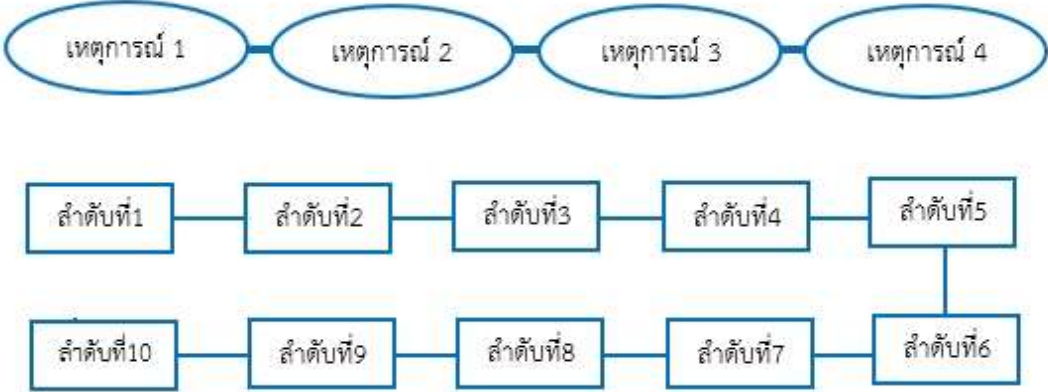 เหตุการณ์ 1 เหตุการณ์ 2 เหตุการณ์ 3 เหตุการณ์ 4
ลำดับที่1 ลำดับที่2 ลำดับที่3 ลำดับที่4 ลำดับที่5
ลำดับที่10 ลำดับที่9 ลำดับที่8 ลำดับที่7 ลำดับที่6